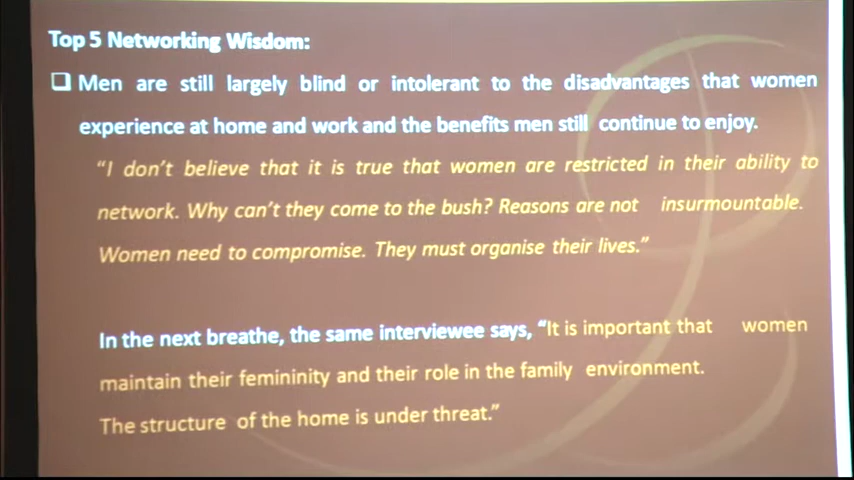 Top 5 Networking Wisdom:
❑ Men are still largely blind or intolerant to the disadvantages that women
experience at home and work and the benefits men still continue to enjoy.
“I don’t believe that it is true that women are restricted in their ability to
network. Why can’t they come to the bush? Reasons are not insurmountable.
Women need to compromise. They must organise their lives.”
In the next breathe, the same interviewee says, “It is important that women
maintain their femininity and their role in the family environment.
The structure of the home is under threat.”